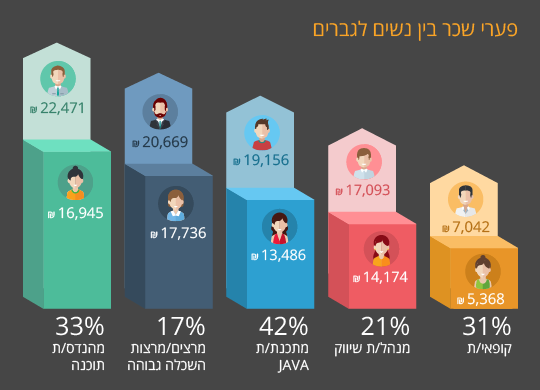 פערי שכר בין נשים לגברים
₪ 22,471
₪ 20,669
₪ 19,156
₪ 17,093
₪ 7,042
₪ 16,945
₪ 17,736
₪ 13,486
₪ 14,174
₪ 5,368
33%
מהנדס/ת
תוכנה
17%
מרצים/מרצות
השכלה גבוהה
42%
מתכנת/ת
JAVA
21%
מנהל/ת שיווק
31%
קופאי/ת